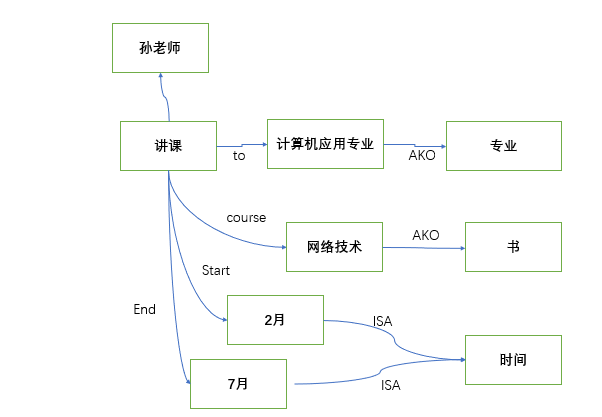 孙老师
讲课
to
计算机应用专业
AKO
专业
course
网络技术
AKO
书
Start
2月
ISA
End
7月
ISA
时间